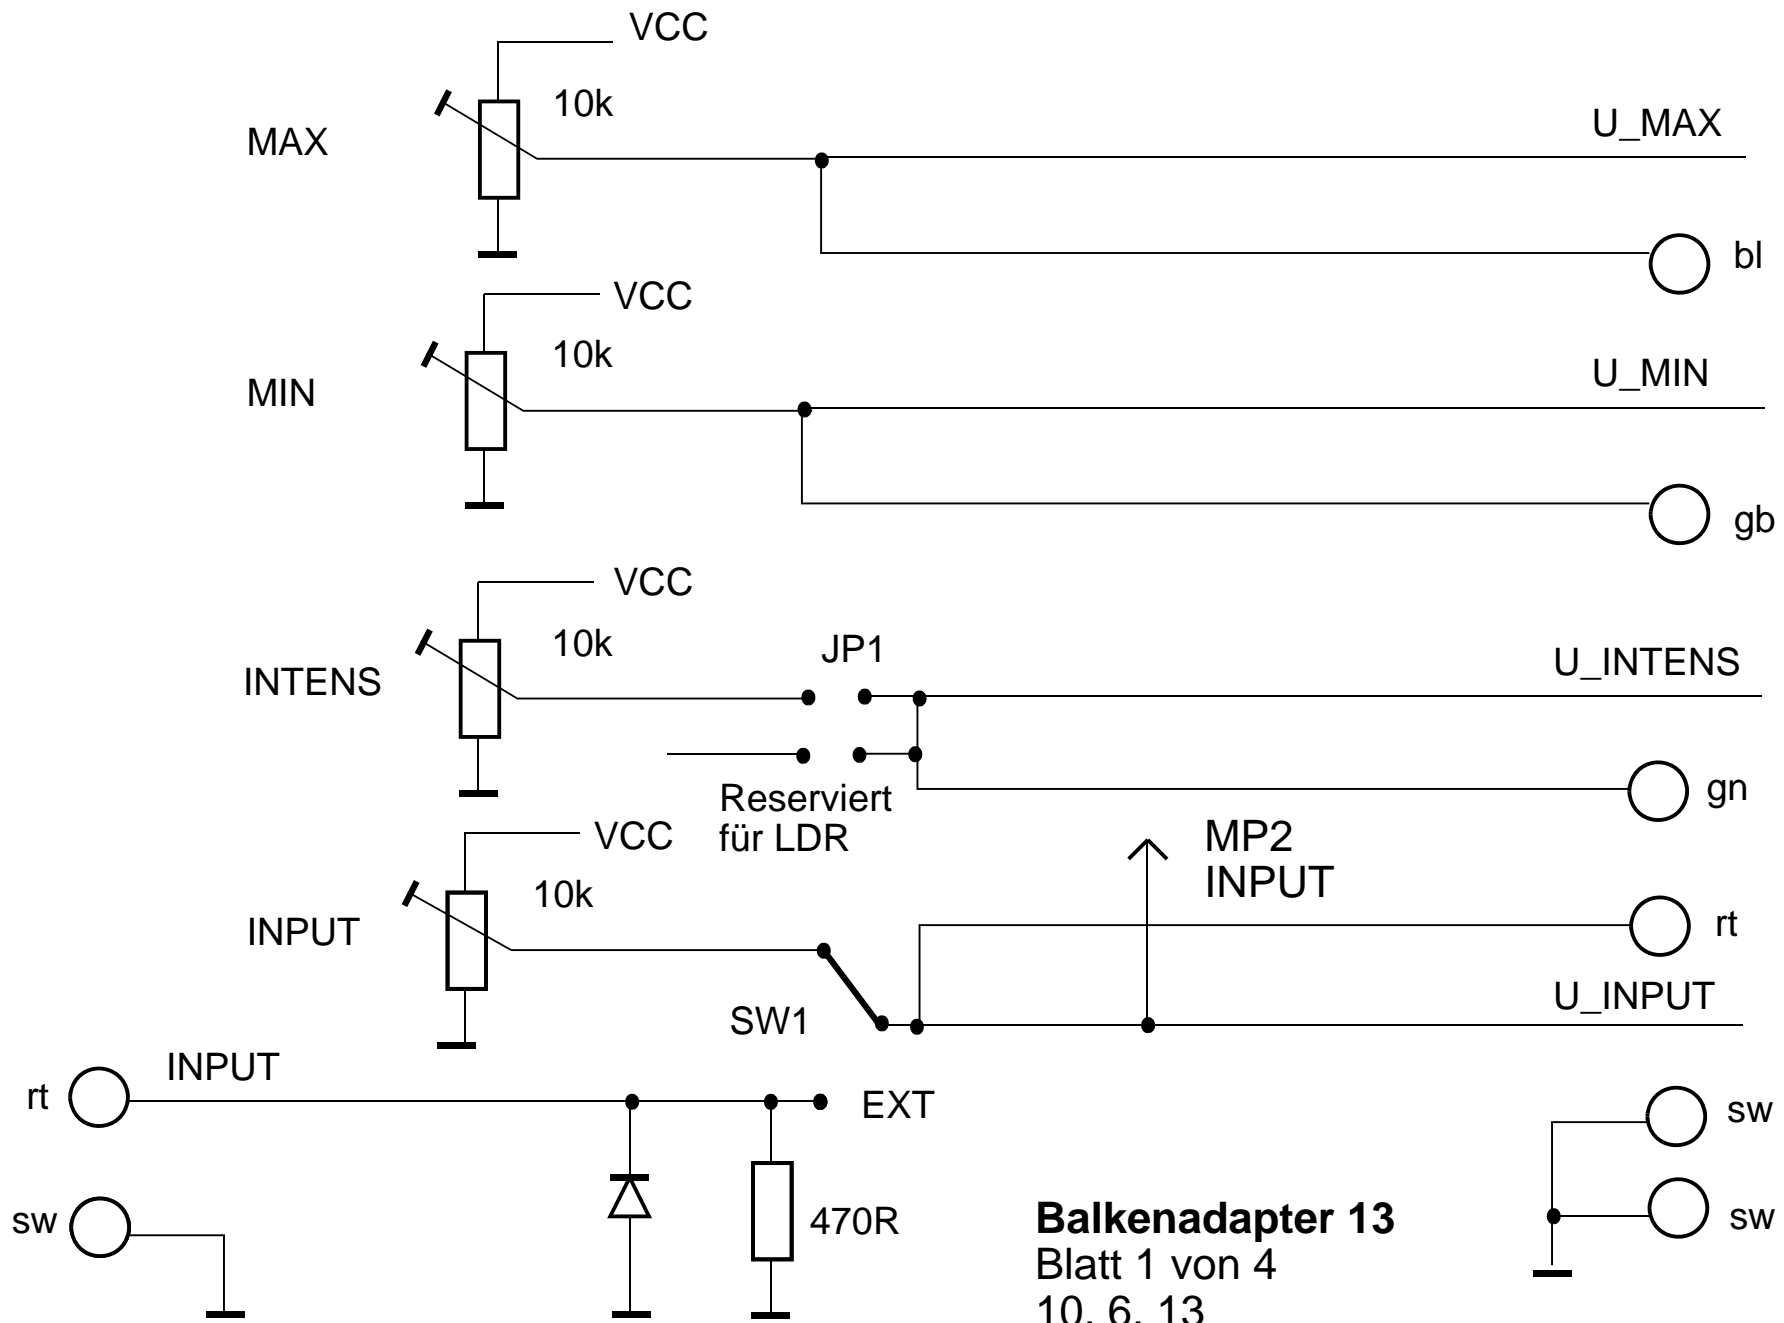 VCC
10k
MAX
U_MAX
bl
VCC
10k
MIN
U_MIN
gb
VCC
10k
JP1
INTENS
U_INTENS
Reserviert
für LDR
gn
VCC
MP2
INPUT
10k
INPUT
rt
SW1
U_INPUT
INPUT
rt
EXT
sw
sw
470R
sw
Balkenadapter 13
Blatt 1 von 4
10. 6. 13